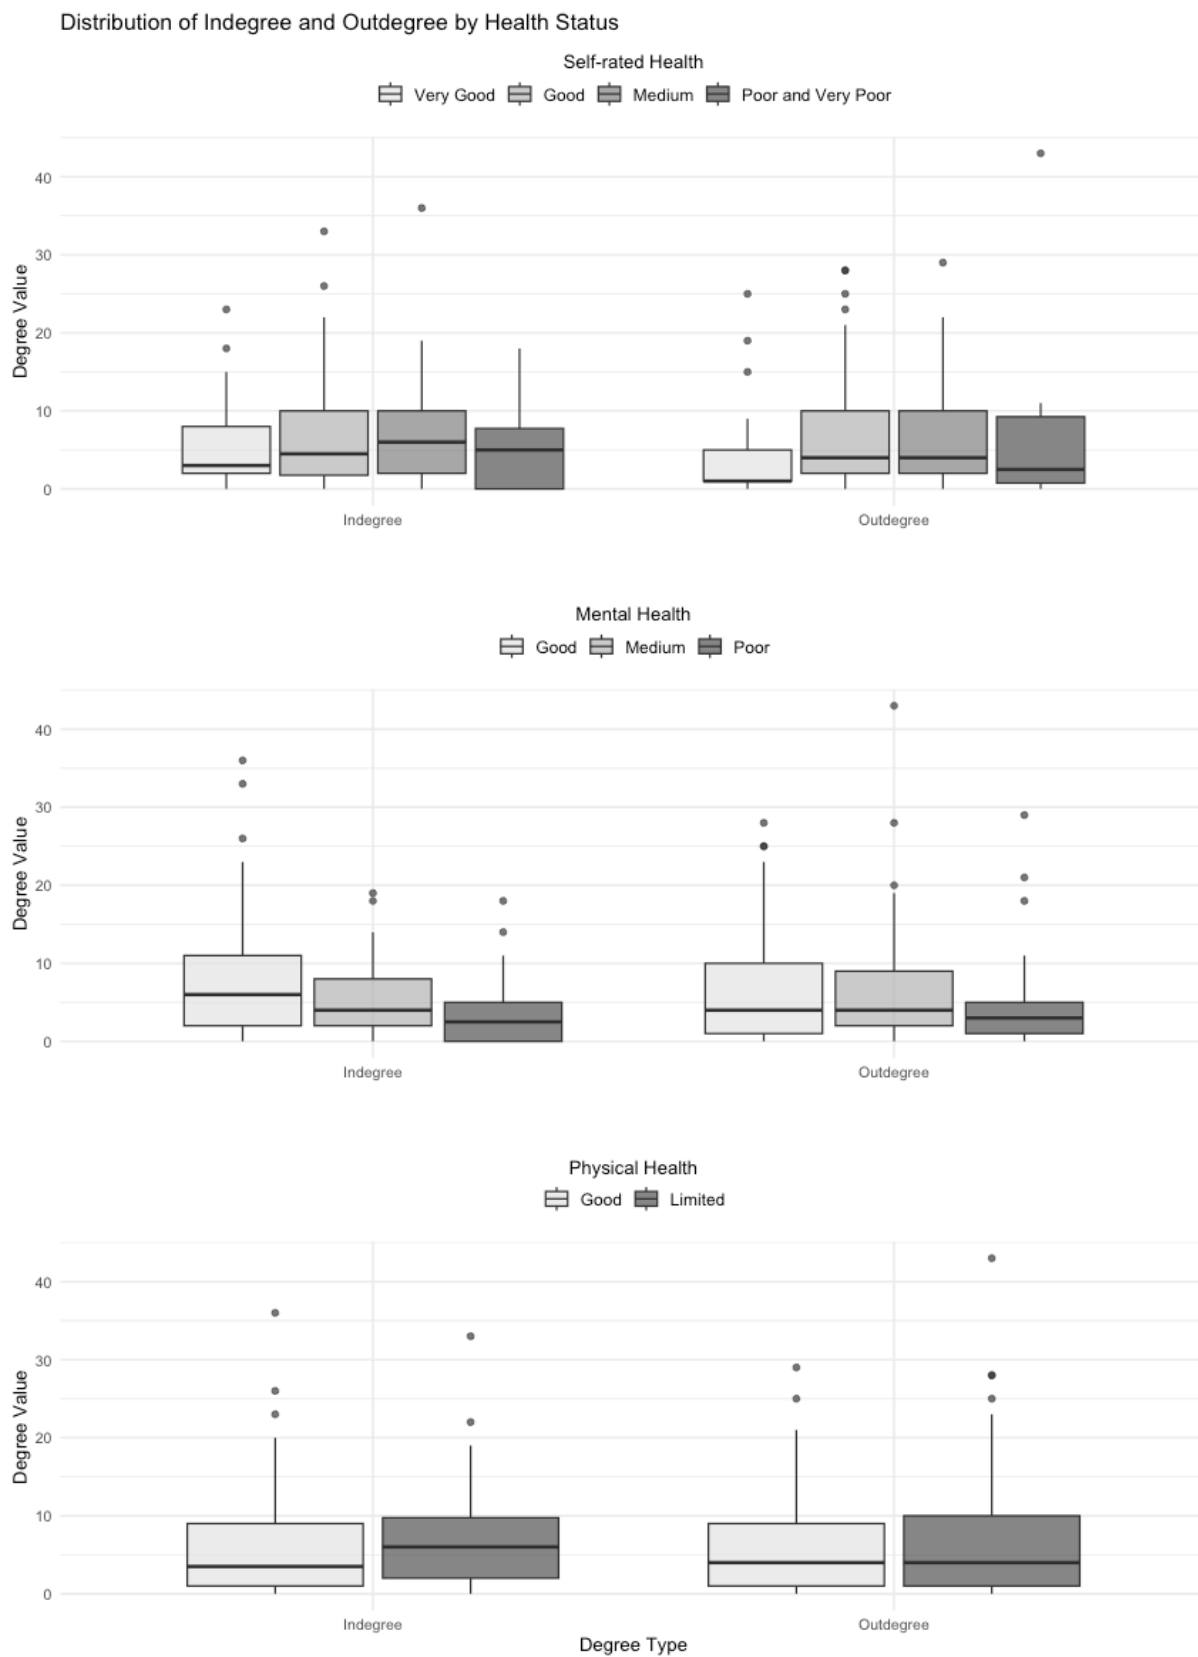 Distribution of Indegree and Outdegree by Health Status
Self-rated Health
Very Good Good Medium Poor and Very Poor
Degree Value
40
30
20
10
0
Indegree Outdegree
Mental Health
Good Medium Poor
Degree Value
40
30
20
10
0
Indegree Outdegree
Physical Health
Good Limited
Degree Value
40
30
20
10
0
Indegree Outdegree
Degree Type